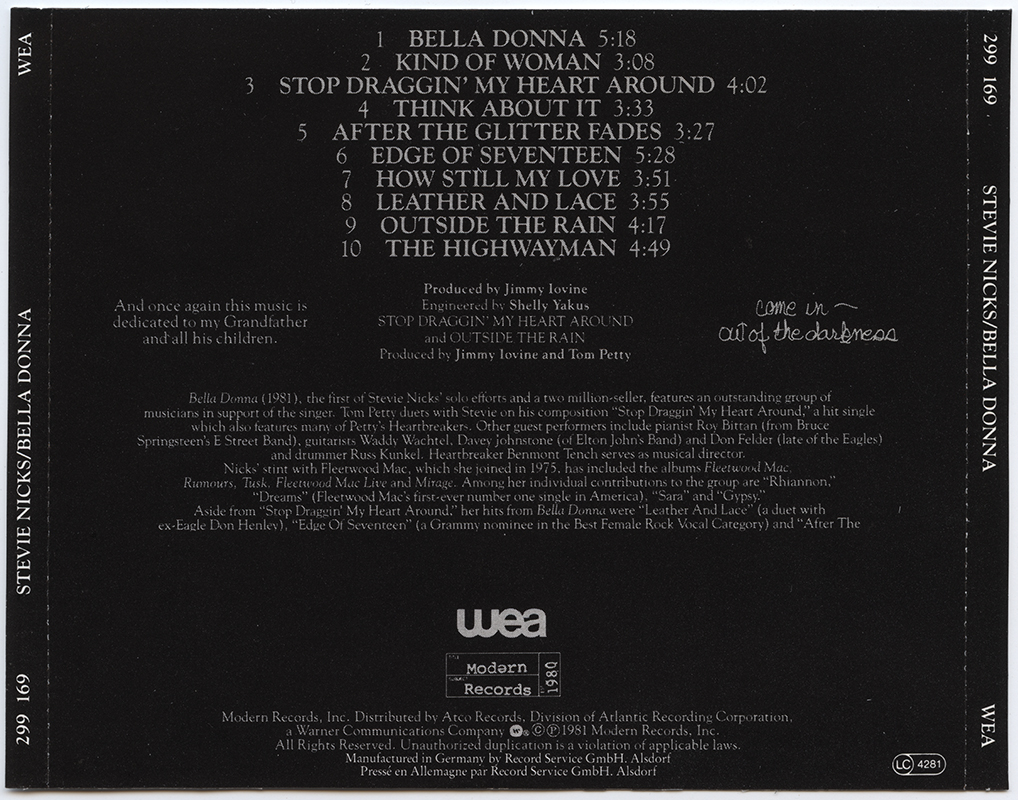 WEA
STEVIE NICKS/BELLA DONNA
299 169
1 BELLA DONNA 5:18
2 KIND OF WOMAN 3:08
3 STOP DRAGGIN' MY HEART AROUND 4:02
4 THINK ABOUT IT 3:33
5 AFTER THE GLITTER FADES 3:27
6 EDGE OF SEVENTEEN 5:28
7 HOW STILL MY LOVE 3:51
8 LEATHER AND LACE 3:55
9 OUTSIDE THE RAIN 4:17
10 THE HIGHWAYMAN 4:49
And once again this music is
dedicated to my Grandfather
and all his children.
Produced by Jimmy Iovine
Engineered by Shelly Yakus
STOP DRAGGIN' MY HEART AROUND
and OUTSIDE THE RAIN
Produced by Jimmy Iovine and Tom Petty
come in ~
out of the darkness
Bella Donna (1981), the first of Stevie Nicks' solo efforts and a two million-seller, features an outstanding group of
musicians in support of the singer. Tom Petty duets with Stevie on his composition "Stop Draggin' My Heart Around," a hit single
which also features many of Petty's Heartbreakers. Other guest performers include pianist Roy Bittan (from Bruce
Springsteen's E Street Band), guitarists Waddy Wachtel, Davey Johnstone (of Elton John's Band) and Don Felder (late of the Eagles)
and drummer Russ Kunkel. Heartbreaker Benmont Tench serves as musical director.
Nicks' stint with Fleetwood Mac, which she joined in 1975, has included the albums Fleetwood Mac,
Rumours, Tusk, Fleetwood Mac Live and Mirage. Among her individual contributions to the group are "Rhiannon,"
"Dreams" (Fleetwood Mac's first-ever number one single in America), "Sara" and "Gypsy."
Aside from "Stop Draggin' My Heart Around," her hits from Bella Donna were "Leather And Lace" (a duet with
ex-Eagle Don Henley), "Edge Of Seventeen" (a Grammy nominee in the Best Female Rock Vocal Category) and "After The
wea
Modern
Records
1980
Modern Records, Inc. Distributed by Atco Records, Division of Atlantic Recording Corporation,
a Warner Communications Company ⓦ® © ℗ 1981 Modern Records, Inc.
All Rights Reserved. Unauthorized duplication is a violation of applicable laws.
Manufactured in Germany by Record Service GmbH. Alsdorf
Pressé en Allemagne par Record Service GmbH. Alsdorf
LC 4281
299 169
STEVIE NICKS/BELLA DONNA
WEA